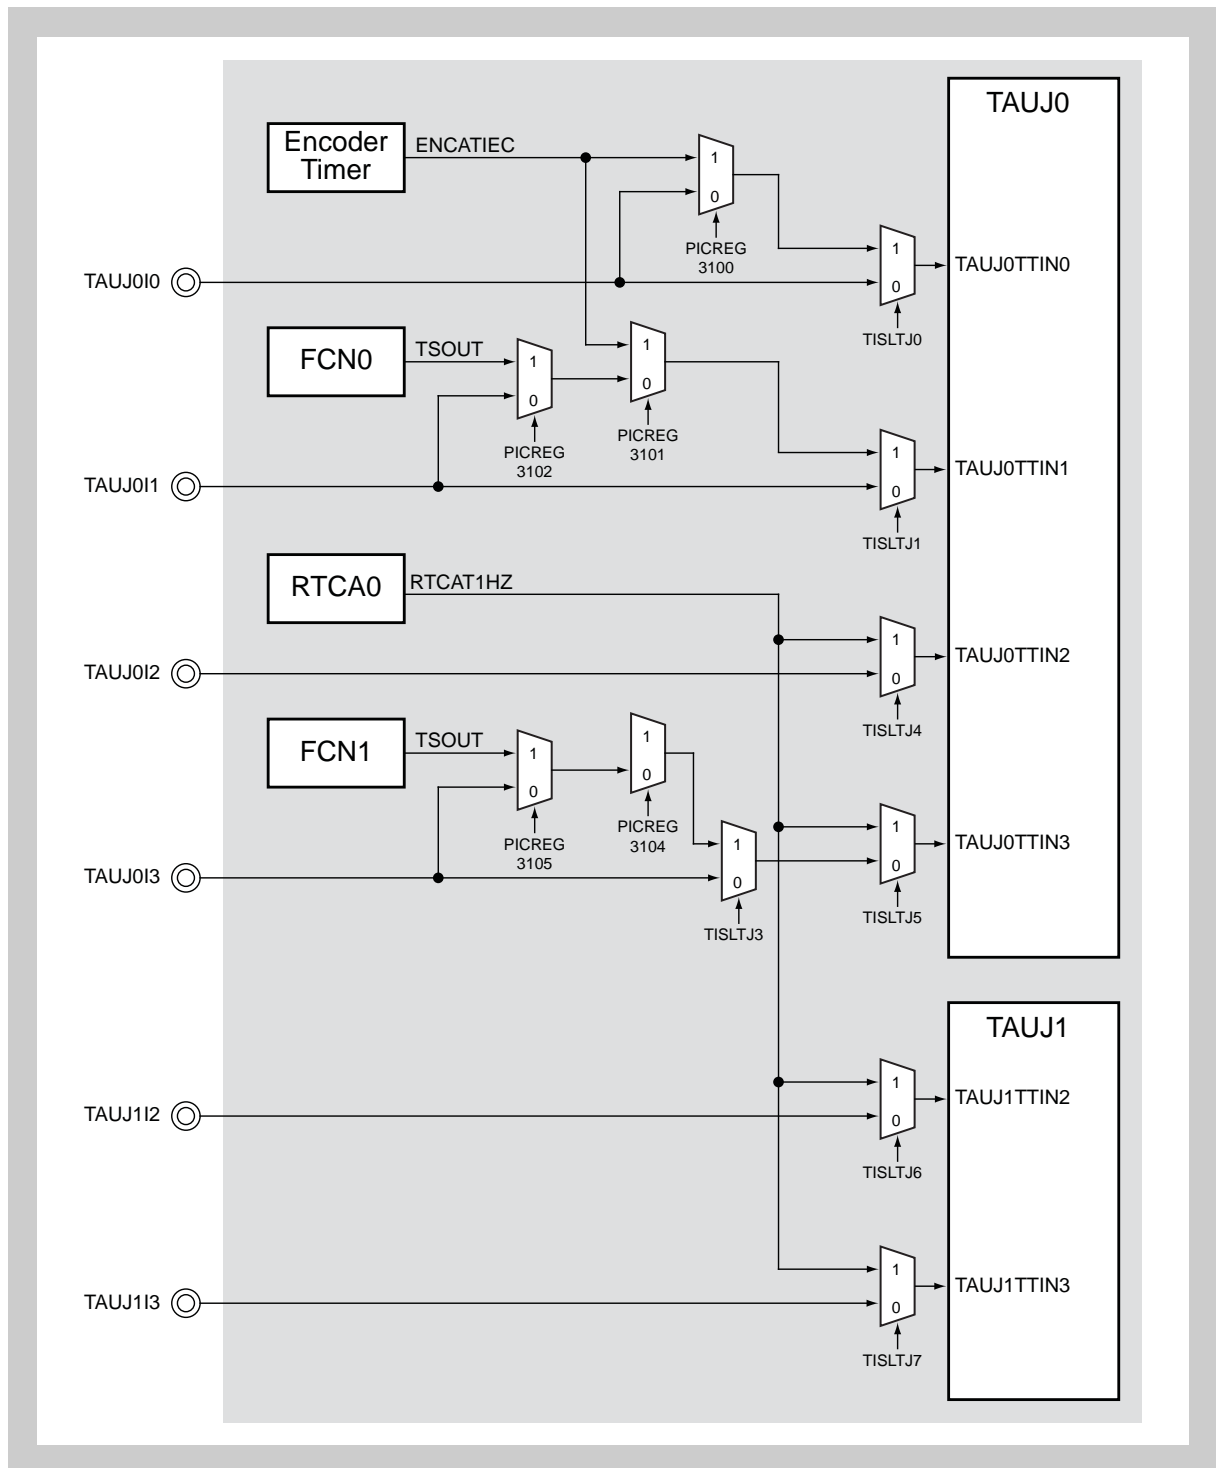 TAUJ0
Encoder
Timer
ENCATIEC
1
0
PICREG
3100
1
0
TAUJ0TTIN0
TAUJ0I0
TISLTJ0
FCN0
TSOUT
1
0
PICREG
3102
1
0
PICREG
3101
1
0
TAUJ0TTIN1
TAUJ0I1
TISLTJ1
RTCA0
RTCAT1HZ
1
0
TAUJ0TTIN2
TAUJ0I2
TISLTJ4
FCN1
TSOUT
1
0
PICREG
3105
1
0
PICREG
3104
1
0
TISLTJ3
1
0
TAUJ0TTIN3
TAUJ0I3
TISLTJ5
TAUJ1
1
0
TAUJ1TTIN2
TAUJ1I2
TISLTJ6
1
0
TAUJ1TTIN3
TAUJ1I3
TISLTJ7